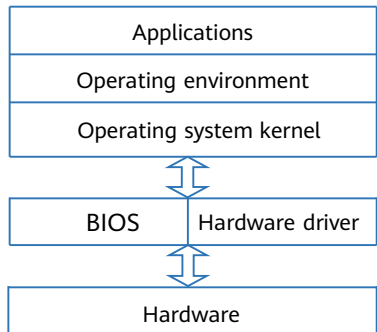 Applications
Operating environment
Operating system kernel
BIOS
Hardware driver
Hardware